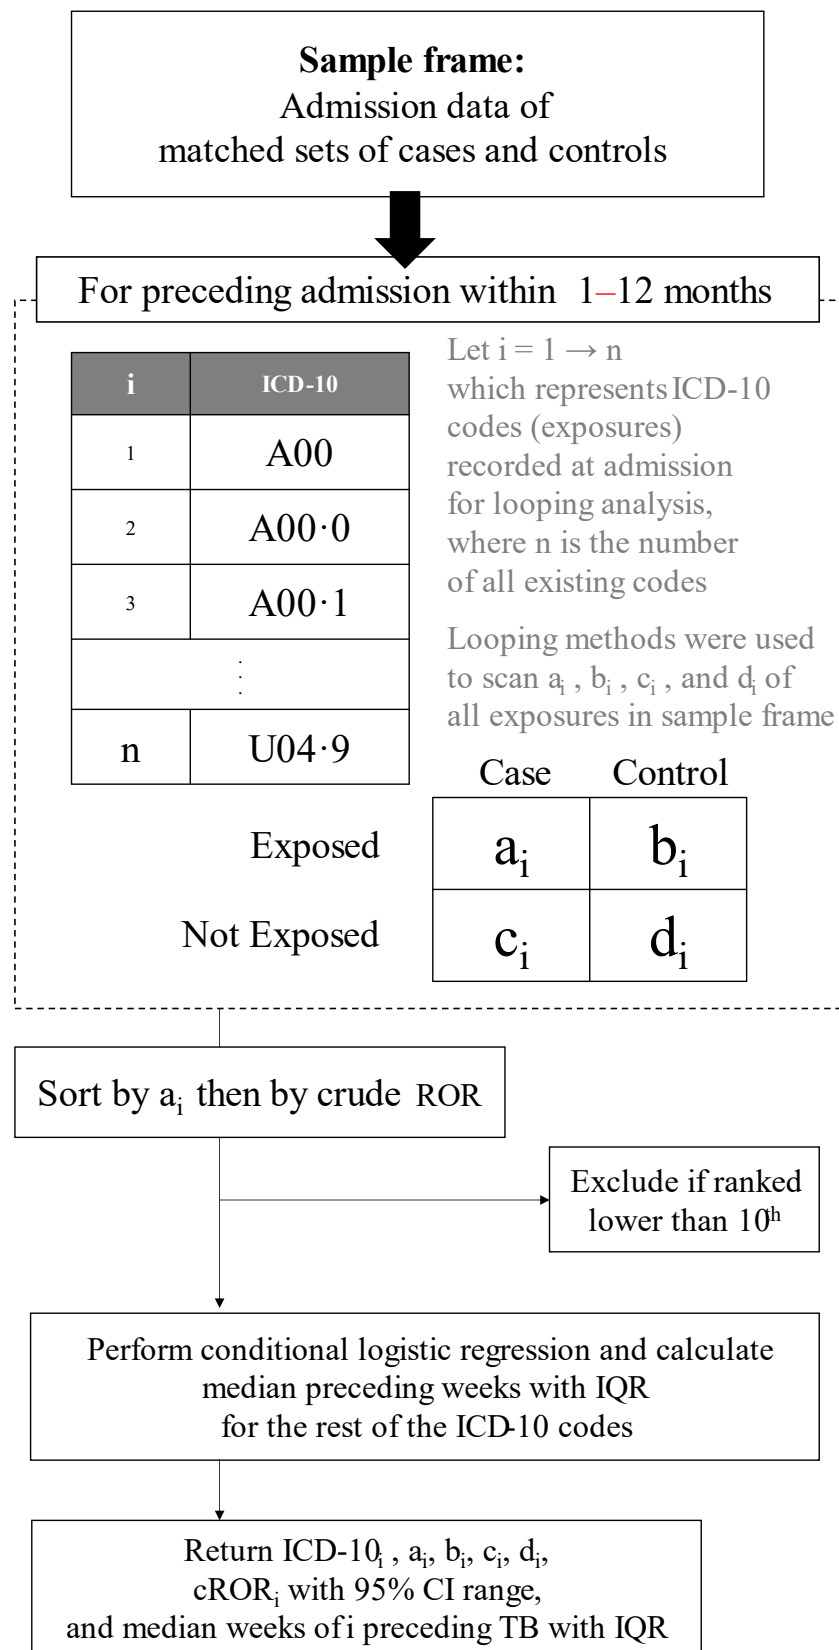 Sample frame:
Admission data of
matched sets of cases and controls
For preceding admission within 1–12 months
i ICD-10
1 A00
2 A00·0
3 A00·1
⋮
n U04·9
Let i = 1 → n
which represents ICD-10
codes (exposures)
recorded at admission
for looping analysis,
where n is the number
of all existing codes
Looping methods were used
to scan aᵢ , bᵢ , cᵢ , and dᵢ of
all exposures in sample frame
Case Control
Exposed aᵢ bᵢ
Not Exposed cᵢ dᵢ
Sort by aᵢ then by crude ROR
Exclude if ranked
lower than 10ᵗʰ
Perform conditional logistic regression and calculate
median preceding weeks with IQR
for the rest of the ICD-10 codes
Return ICD-10ᵢ , aᵢ, bᵢ, cᵢ, dᵢ,
cRORᵢ with 95% CI range,
and median weeks of i preceding TB with IQR